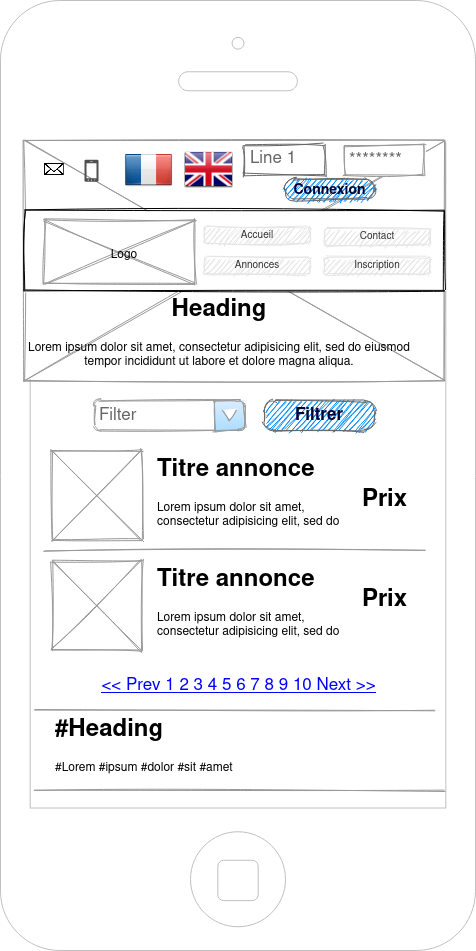 Line 1
********
Connexion
Logo
Accueil
Contact
Annonces
Inscription
Heading
Lorem ipsum dolor sit amet, consectetur adipisicing elit, sed do eiusmod
tempor incididunt ut labore et dolore magna aliqua.
Filter
Filtrer
Titre annonce
Lorem ipsum dolor sit amet,
consectetur adipisicing elit, sed do
Prix
Titre annonce
Lorem ipsum dolor sit amet,
consectetur adipisicing elit, sed do
Prix
<< Prev 1 2 3 4 5 6 7 8 9 10 Next >>
#Heading
#Lorem #ipsum #dolor #sit #amet